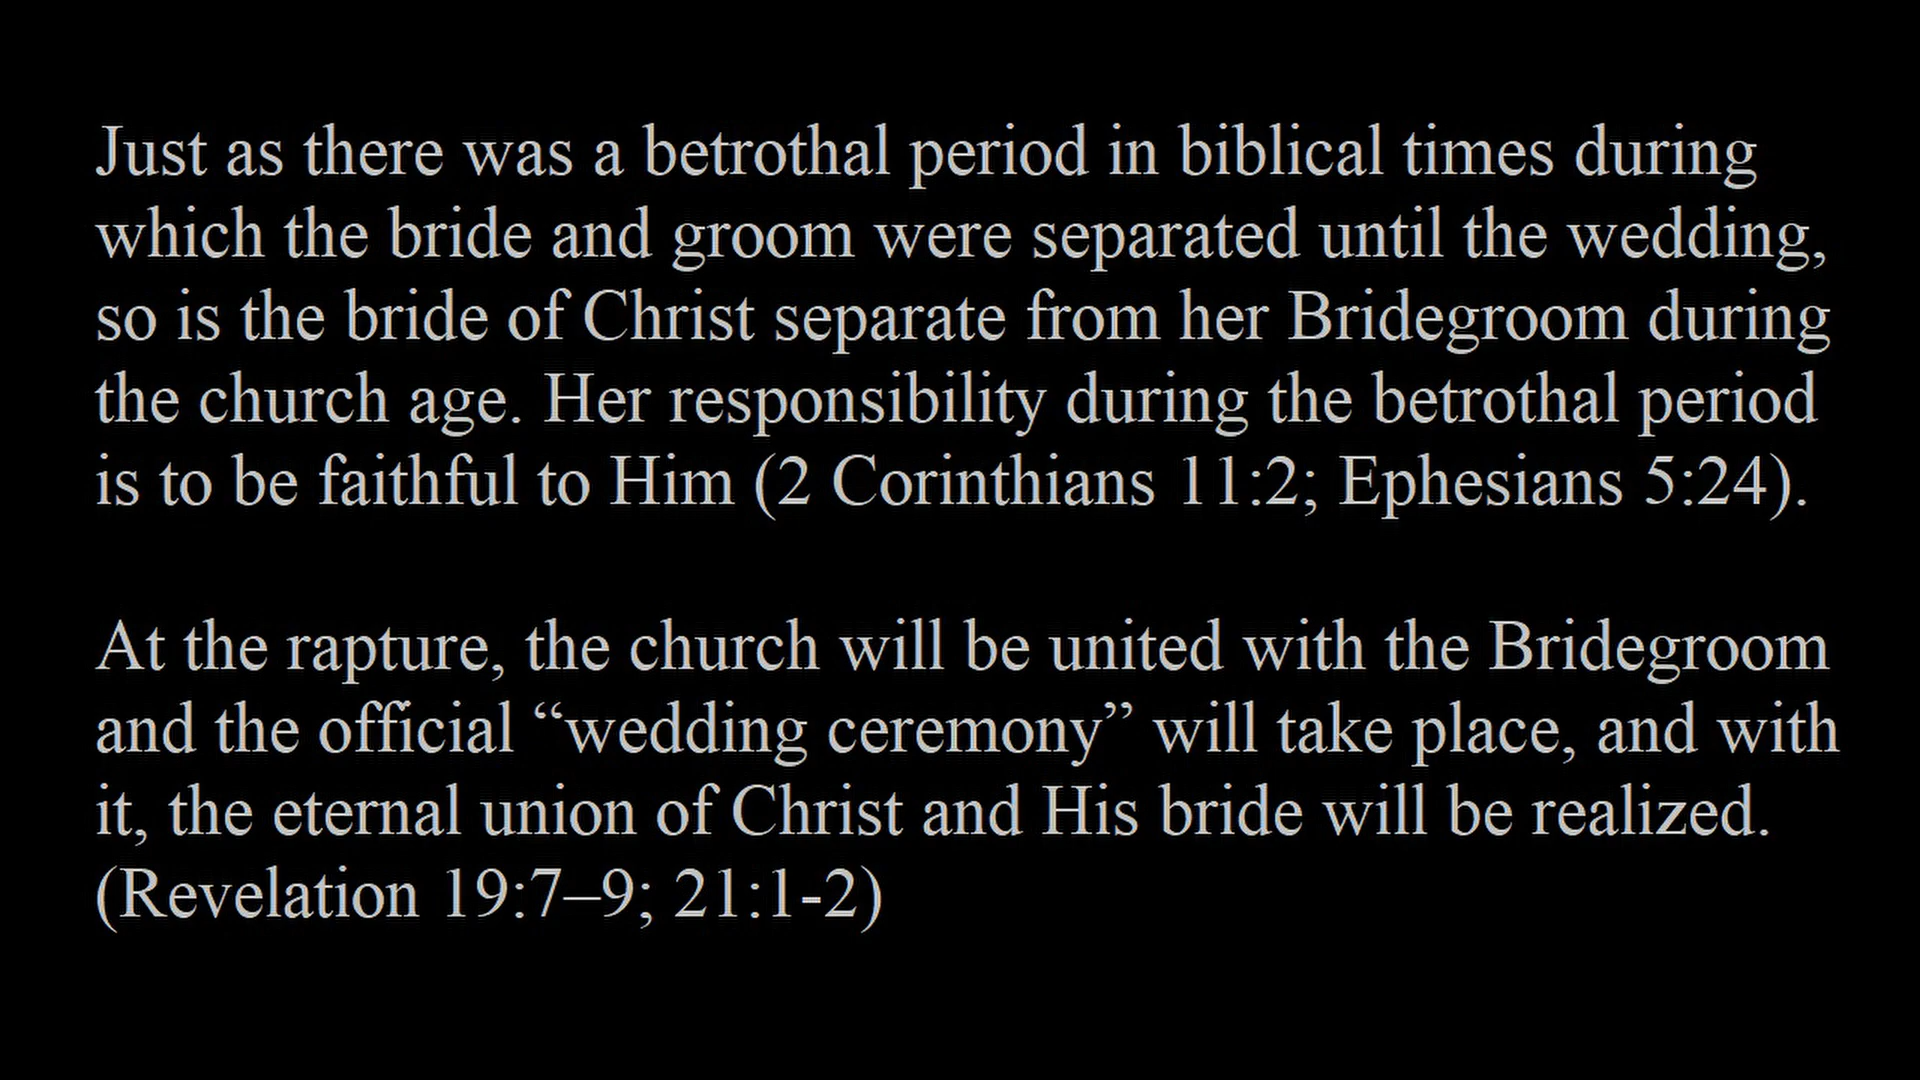 Just as there was a betrothal period in biblical times during
which the bride and groom were separated until the wedding,
so is the bride of Christ separate from her Bridegroom during
the church age. Her responsibility during the betrothal period
is to be faithful to Him (2 Corinthians 11:2; Ephesians 5:24).
At the rapture, the church will be united with the Bridegroom
and the official “wedding ceremony” will take place, and with
it, the eternal union of Christ and His bride will be realized.
(Revelation 19:7–9; 21:1-2)